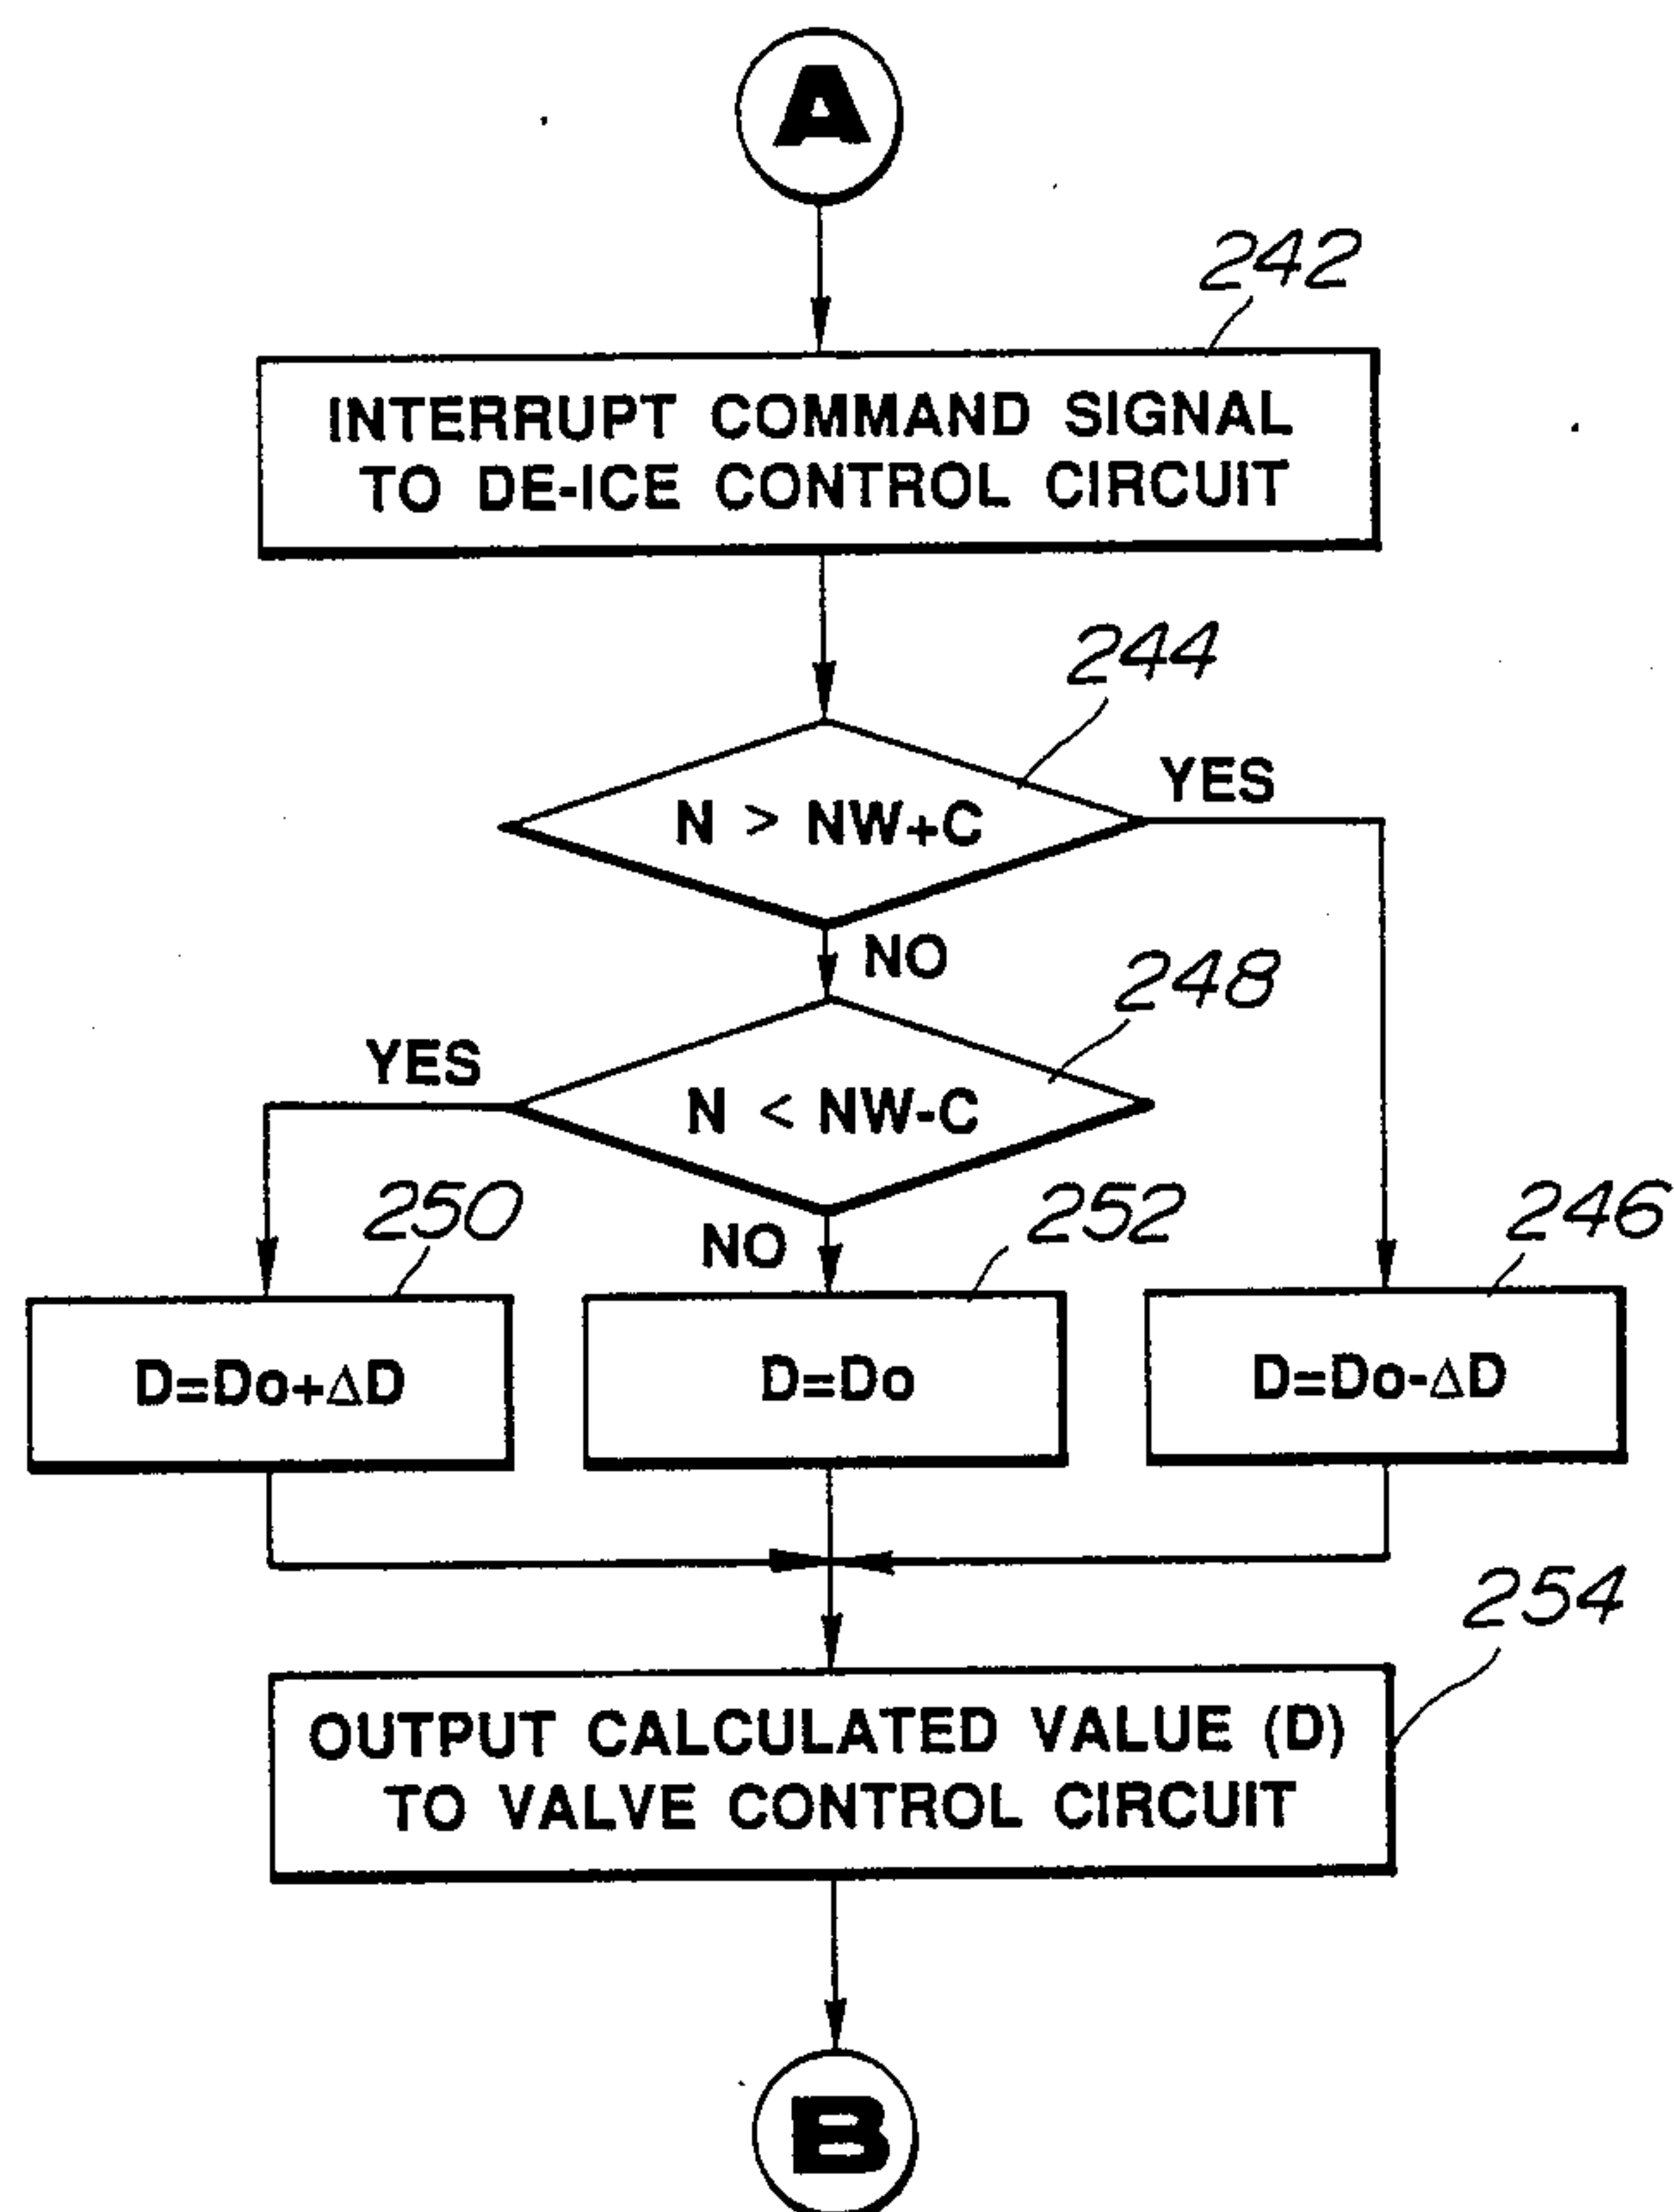 A
242
INTERRUPT COMMAND SIGNAL
TO DE-ICE CONTROL CIRCUIT
244
N > NW+C
YES
NO
248
YES
N < NW-C
250
NO
252
246
D=Do+ΔD
D=Do
D=Do-ΔD
254
OUTPUT CALCULATED VALUE (D)
TO VALVE CONTROL CIRCUIT
B